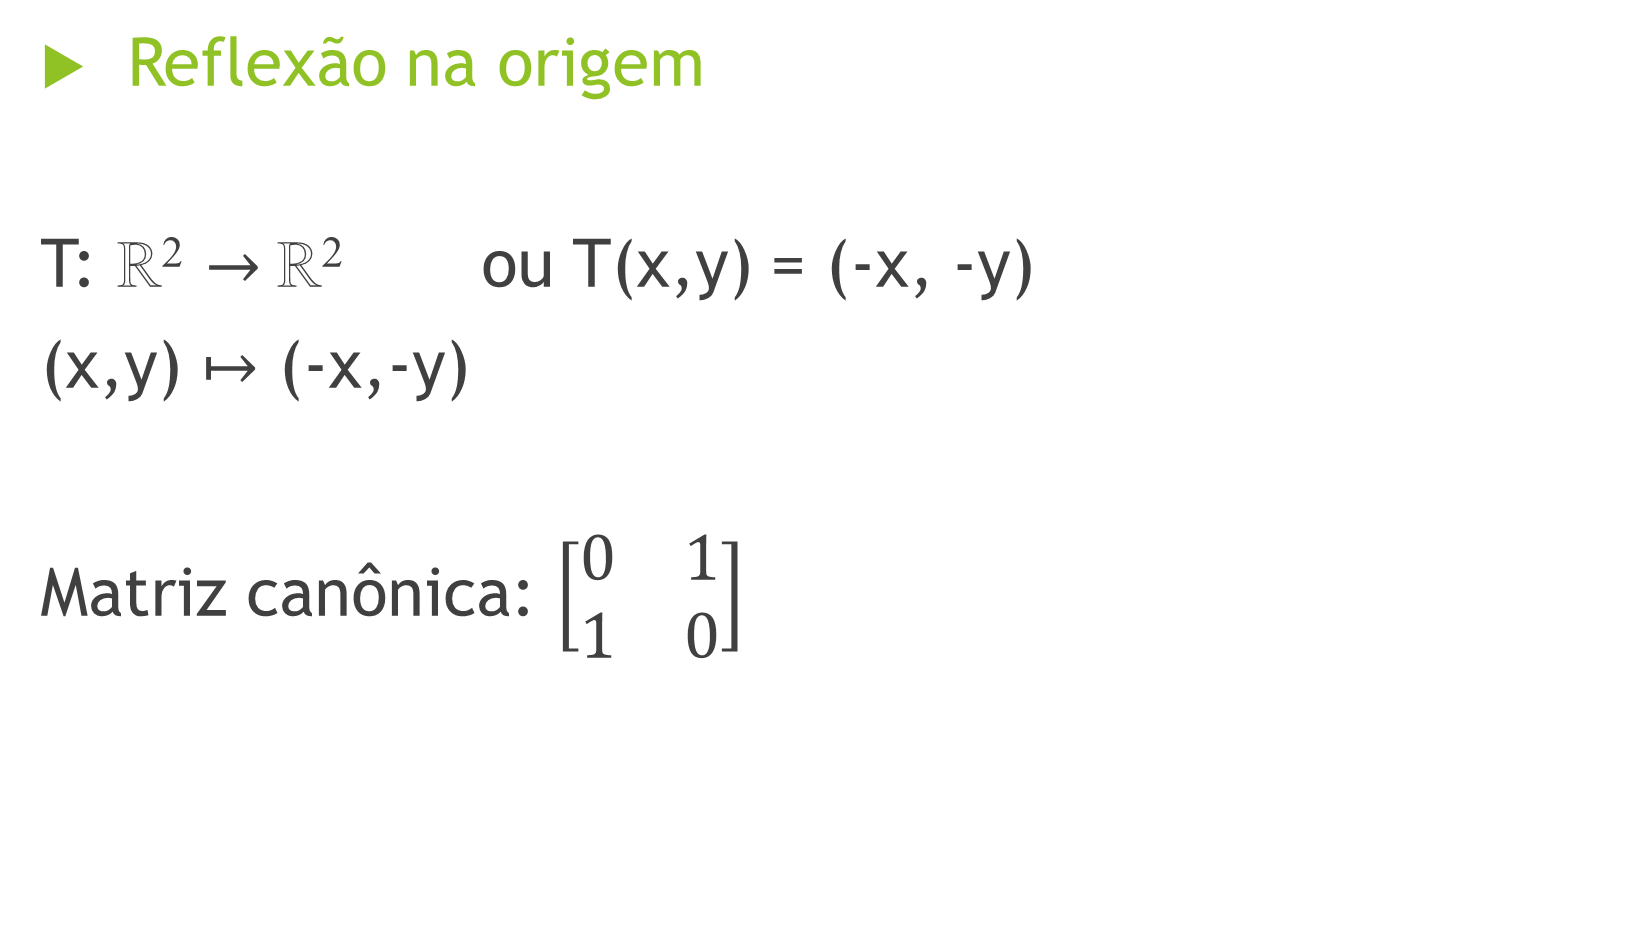 Reflexão na origem
T: ℝ² → ℝ² ou T(x,y) = (-x, -y)
(x,y) ↦ (-x,-y)
Matriz canônica: [0 1
1 0]